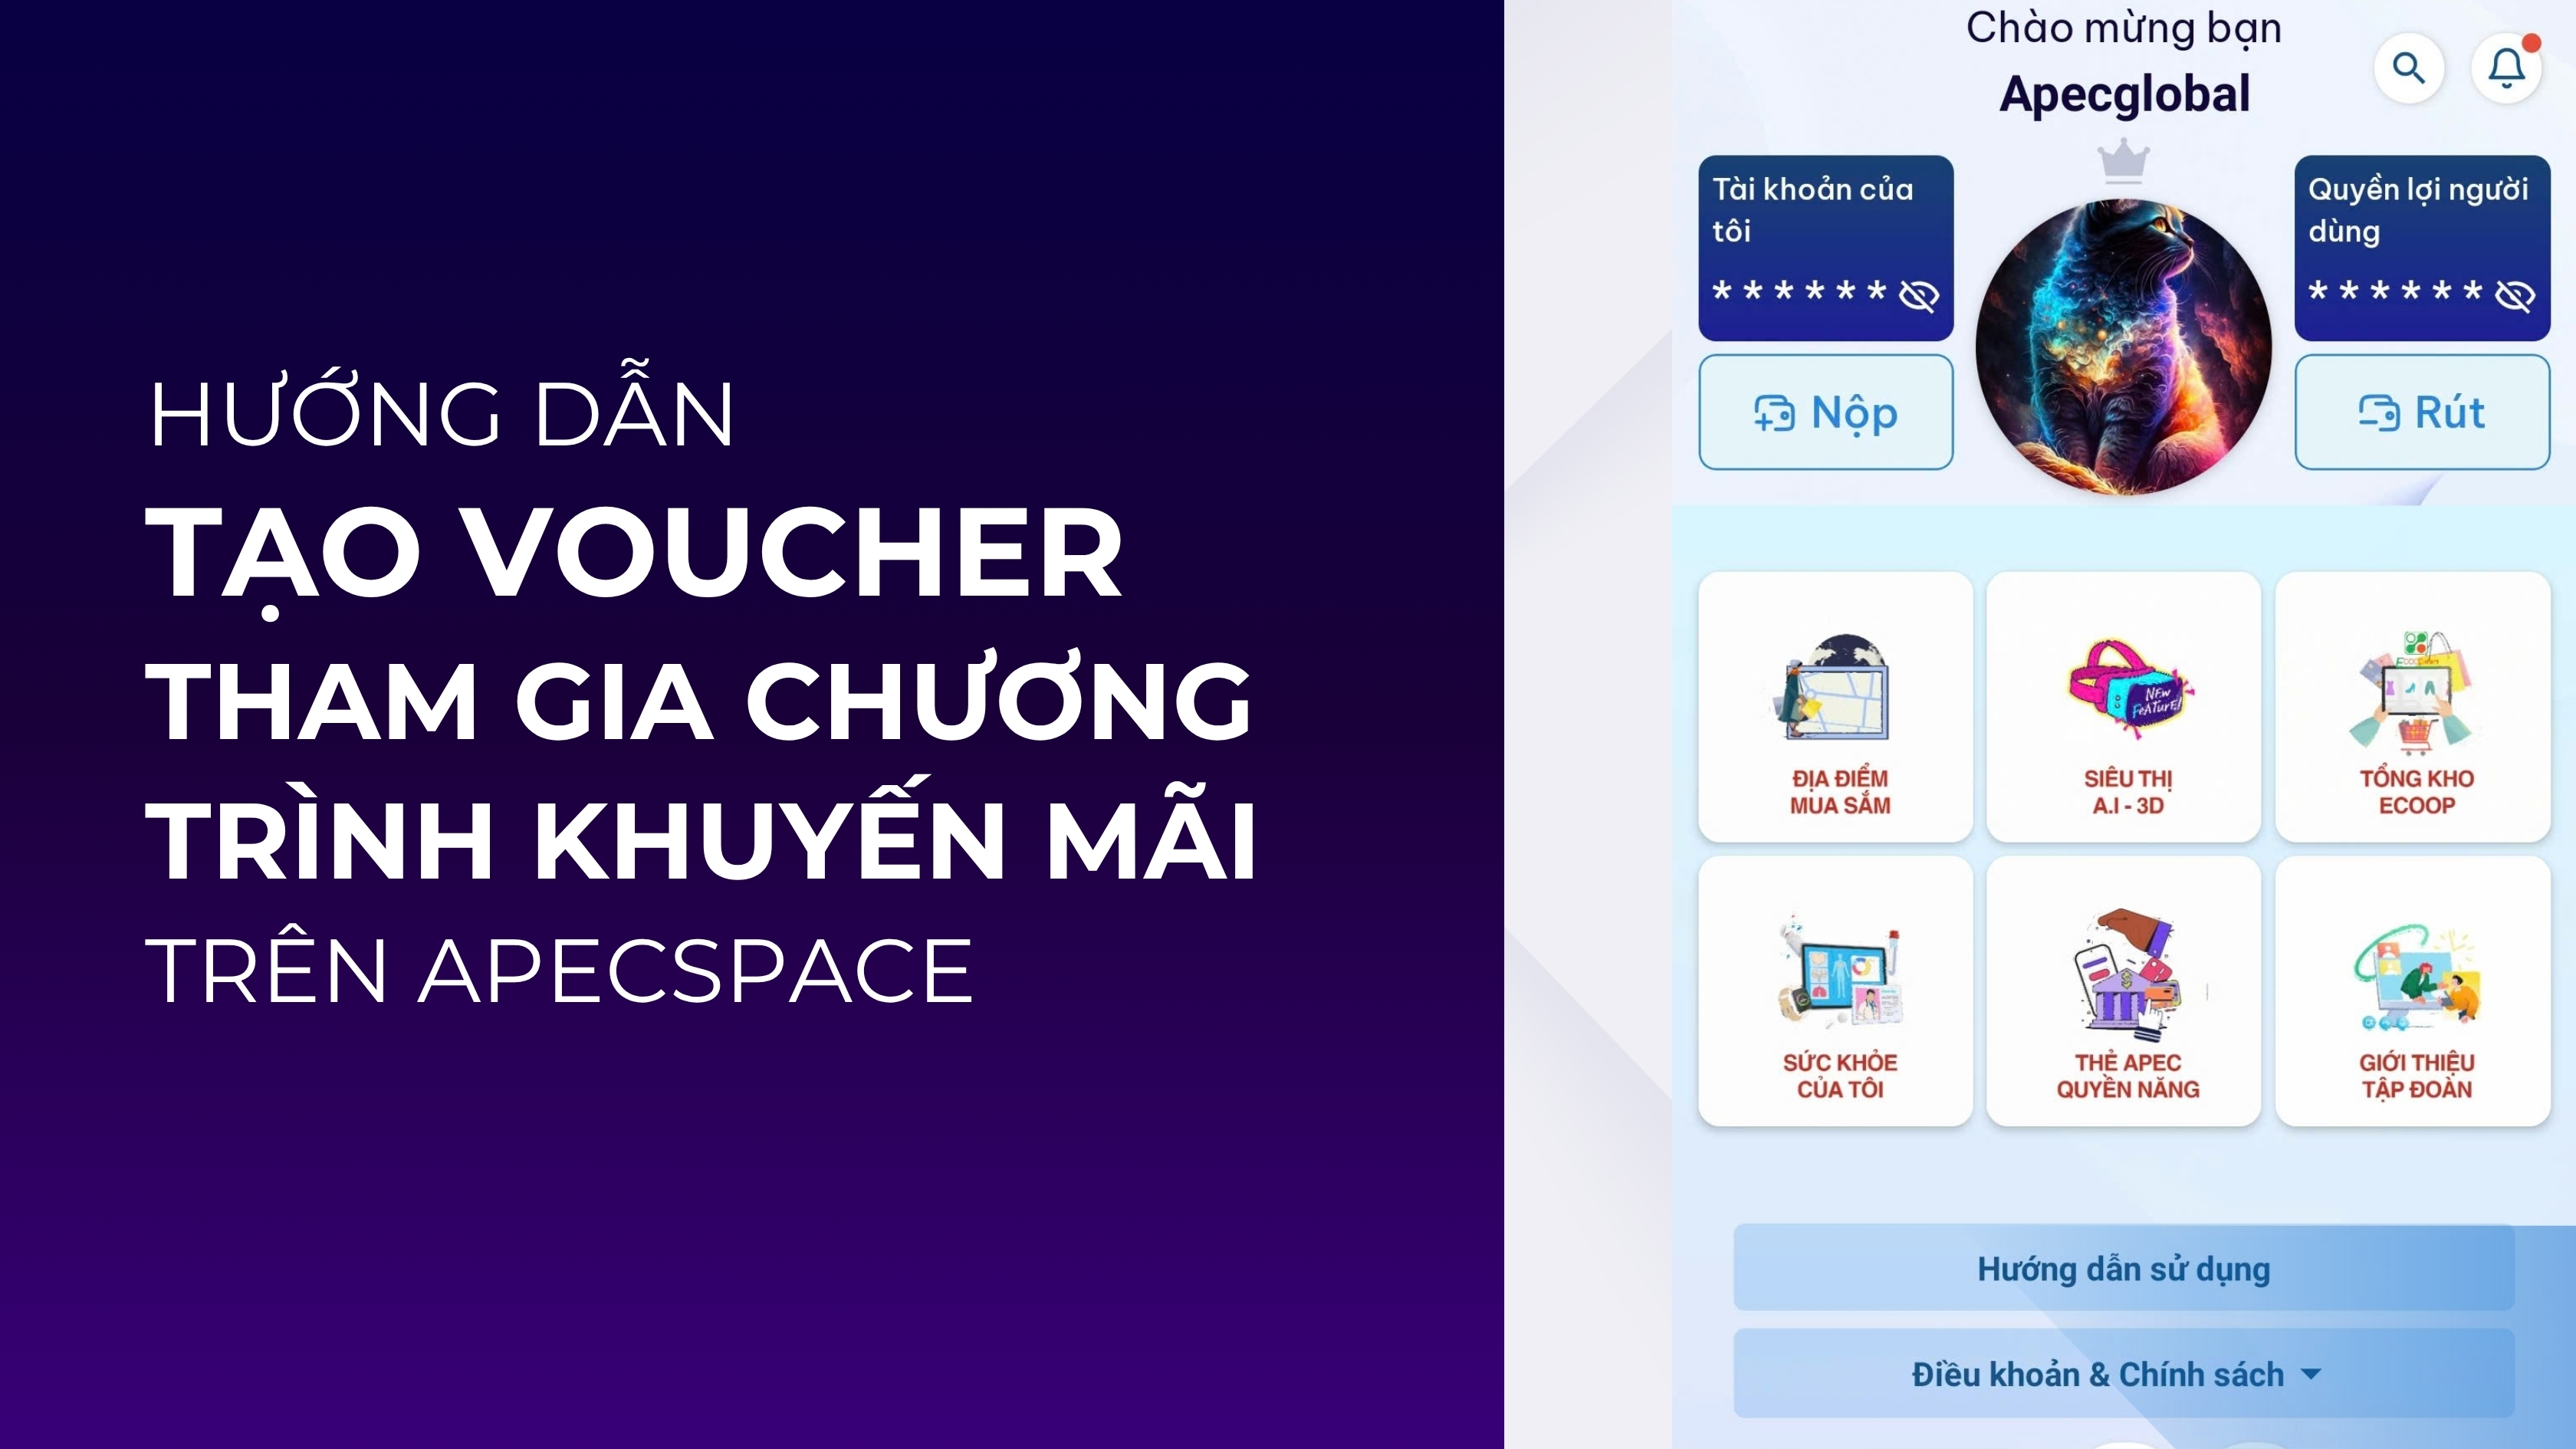 HƯỚNG DẪN
TẠO VOUCHER
THAM GIA CHƯƠNG
TRÌNH KHUYẾN MÃI
TRÊN APECSPACE
Chào mừng bạn
Apecglobal
Tài khoản của
tôi
******
Quyền lợi người
dùng
******
Nộp
Rút
ĐỊA ĐIỂM
MUA SẮM
NEW
FEATURE!
SIÊU THỊ
A.I - 3D
TỔNG KHO
ECOOP
SỨC KHỎE
CỦA TÔI
THẺ APEC
QUYỀN NĂNG
GIỚI THIỆU
TẬP ĐOÀN
Hướng dẫn sử dụng
Điều khoản & Chính sách